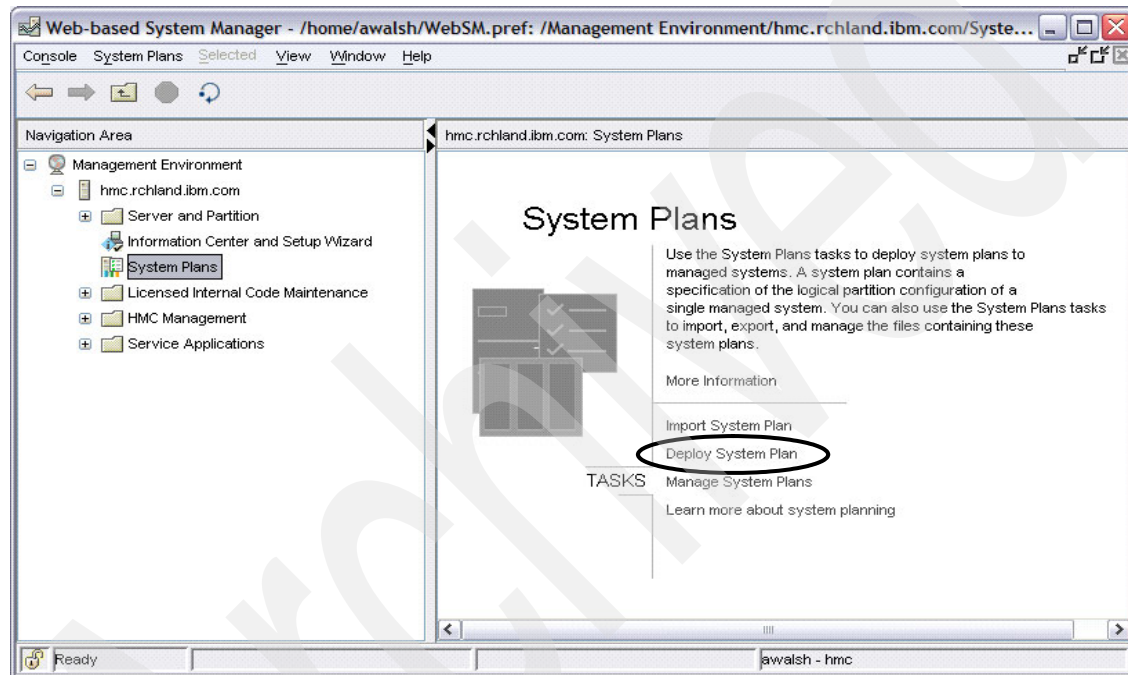 Web-based System Manager - /home/awalsh/WebSM.pref: /Management Environment/hmc.rchland.ibm.com/Syste...
Console System Plans Selected View Window Help
Navigation Area
Management Environment
hmc.rchland.ibm.com
Server and Partition
Information Center and Setup Wizard
System Plans
Licensed Internal Code Maintenance
HMC Management
Service Applications
hmc.rchland.ibm.com: System Plans
System Plans
Use the System Plans tasks to deploy system plans to
managed systems. A system plan contains a
specification of the logical partition configuration of a
single managed system. You can also use the System Plans tasks
to import, export, and manage the files containing these
system plans.
More Information
Import System Plan
Deploy System Plan
TASKS Manage System Plans
Learn more about system planning
Ready
awalsh - hmc
Archived